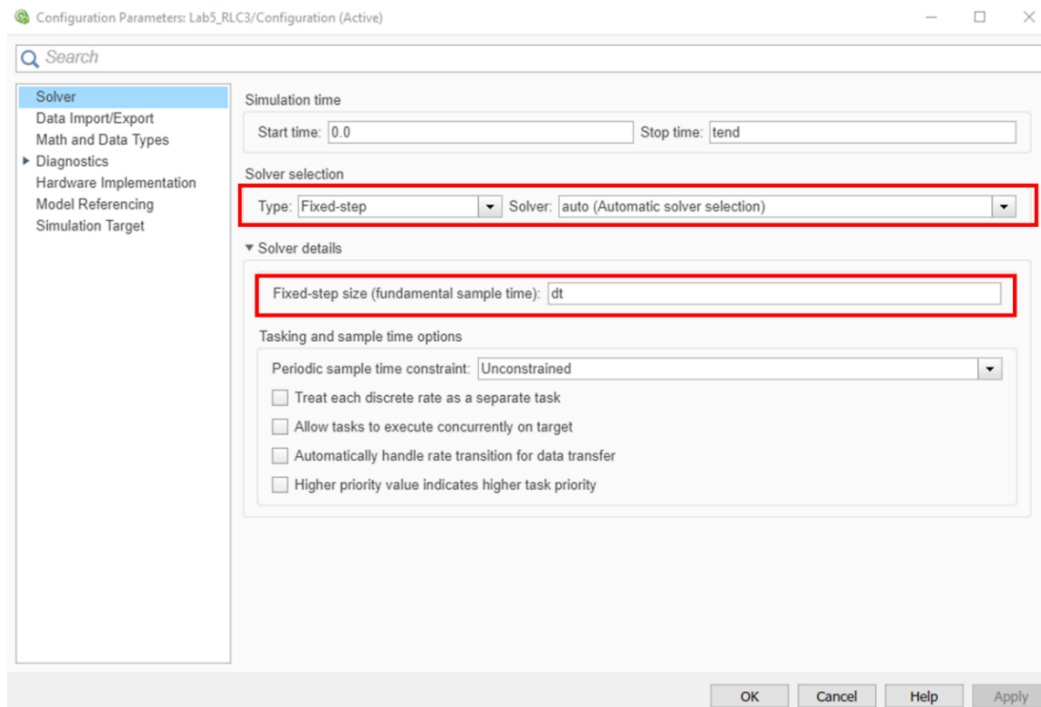 Configuration Parameters: Lab5_RLC3/Configuration (Active)
Search
Solver
Data Import/Export
Math and Data Types
Diagnostics
Hardware Implementation
Model Referencing
Simulation Target
Simulation time
Start time: 0.0 Stop time: tend
Solver selection
Type: Fixed-step Solver: auto (Automatic solver selection)
Solver details
Fixed-step size (fundamental sample time): dt
Tasking and sample time options
Periodic sample time constraint: Unconstrained
Treat each discrete rate as a separate task
Allow tasks to execute concurrently on target
Automatically handle rate transition for data transfer
Higher priority value indicates higher task priority
OK Cancel Help Apply